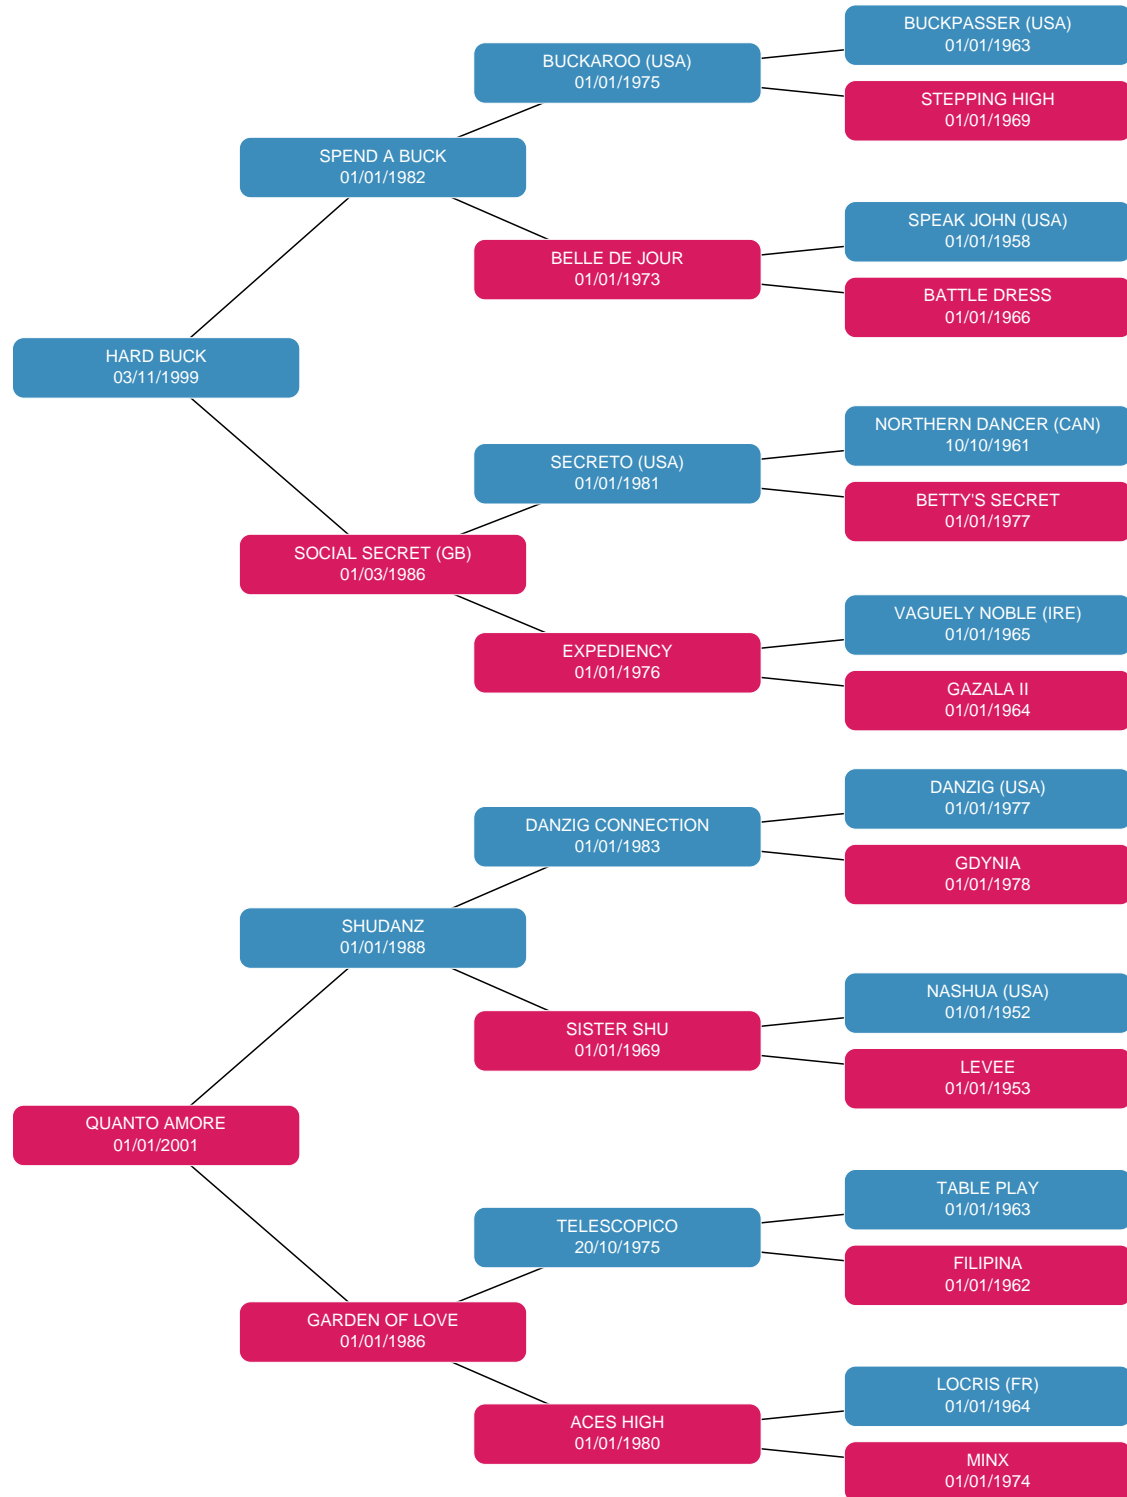 BUCKPASSER (USA)
01/01/1963
BUCKAROO (USA)
01/01/1975
STEPPING HIGH
01/01/1969
SPEND A BUCK
01/01/1982
SPEAK JOHN (USA)
01/01/1958
BELLE DE JOUR
01/01/1973
BATTLE DRESS
01/01/1966
HARD BUCK
03/11/1999
NORTHERN DANCER (CAN)
10/10/1961
SECRETO (USA)
01/01/1981
BETTY'S SECRET
01/01/1977
SOCIAL SECRET (GB)
01/03/1986
VAGUELY NOBLE (IRE)
01/01/1965
EXPEDIENCY
01/01/1976
GAZALA II
01/01/1964
DANZIG (USA)
01/01/1977
DANZIG CONNECTION
01/01/1983
GDYNIA
01/01/1978
SHUDANZ
01/01/1988
NASHUA (USA)
01/01/1952
SISTER SHU
01/01/1969
LEVEE
01/01/1953
QUANTO AMORE
01/01/2001
TABLE PLAY
01/01/1963
TELESCOPICO
20/10/1975
FILIPINA
01/01/1962
GARDEN OF LOVE
01/01/1986
LOCRIS (FR)
01/01/1964
ACES HIGH
01/01/1980
MINX
01/01/1974